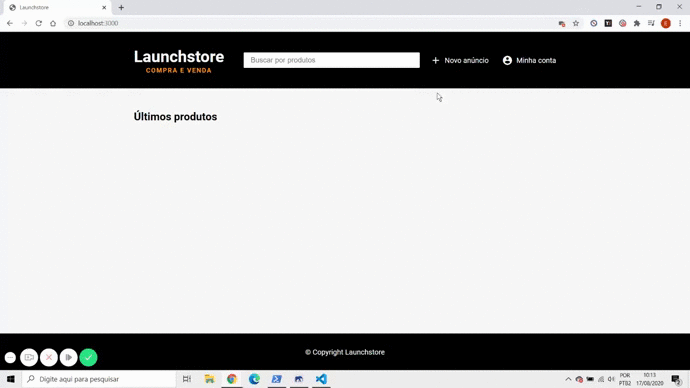 Launchstore
localhost:3000
Launchstore
COMPRA E VENDA
Buscar por produtos
Novo anúncio
Minha conta
Últimos produtos
© Copyright Launchstore
Digite aqui para pesquisar
POR
PTB2
10:13
17/08/2020